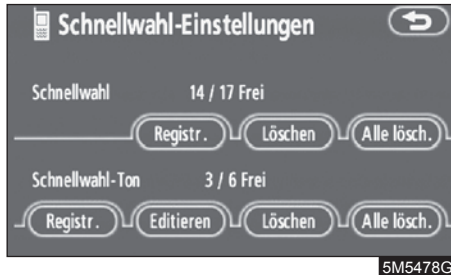 Schnellwahl-Einstellungen
Schnellwahl 14 / 17 Frei
Registr. Löschen Alle lösch.
Schnellwahl-Ton 3 / 6 Frei
Registr. Editieren Löschen Alle lösch.
5M5478G